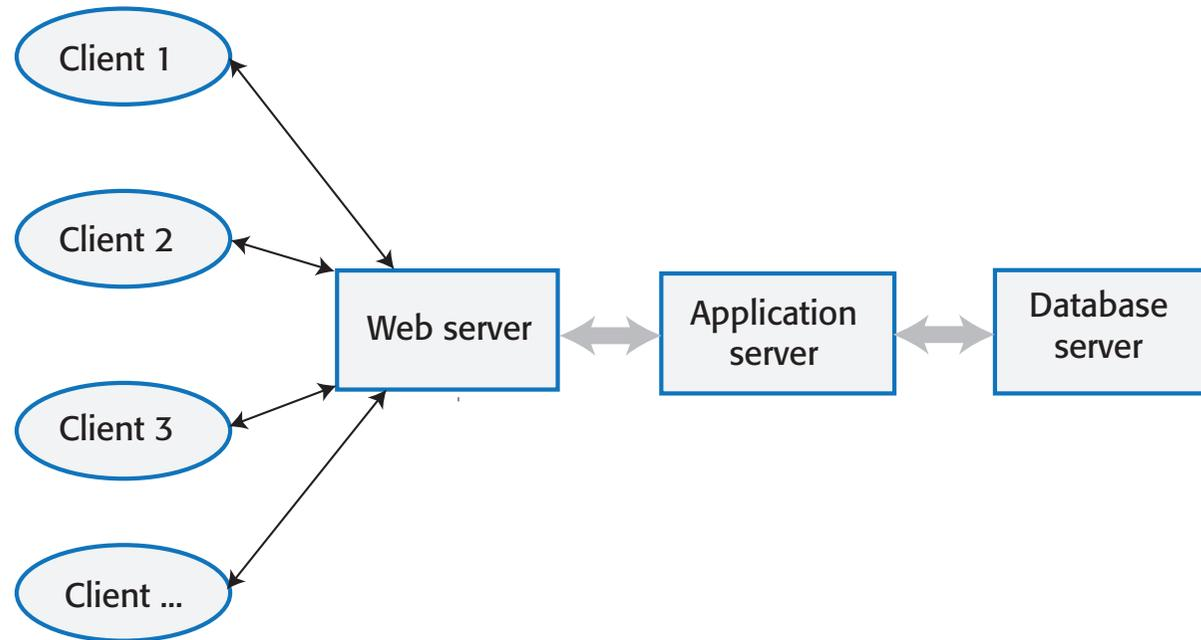 Client 1
Client 2
Client 3
Client ...
Web server
Application
server
Database
server